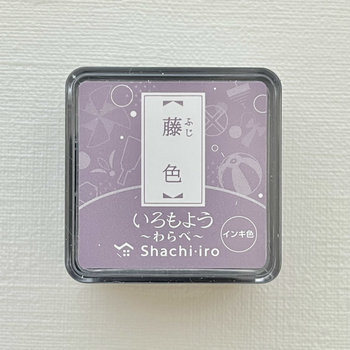 【藤色】
ふじ
いろもよう
～わらべ～
Shachi・iro
インキ色